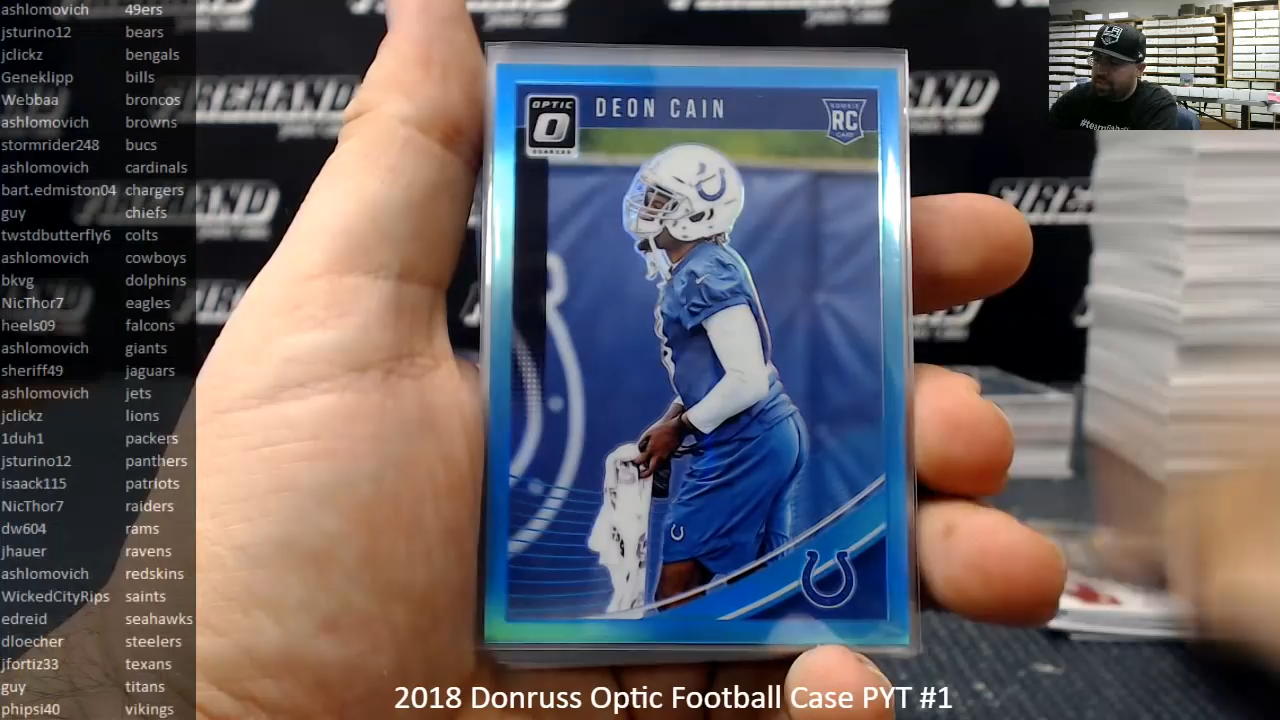 ashlomovich 49ers
jsturino12 bears
jclickz bengals
Geneklipp bills
Webbaa broncos
ashlomovich browns
stormrider248 bucs
ashlomovich cardinals
bart.edmiston04 chargers
guy chiefs
twstdbutterfly6 colts
ashlomovich cowboys
bkvg dolphins
NicThor7 eagles
heels09 falcons
ashlomovich giants
sheriff49 jaguars
ashlomovich jets
jclickz lions
1duh1 packers
jsturino12 panthers
isaack115 patriots
NicThor7 raiders
dw604 rams
jhauer ravens
ashlomovich redskins
WickedCityRips saints
edreid seahawks
dloecher steelers
jfortiz33 texans
guy titans
phipsi40 vikings
OPTIC
DONRUSS
DEON CAIN
ROOKIE
RC
CARD
2018 Donruss Optic Football Case PYT #1